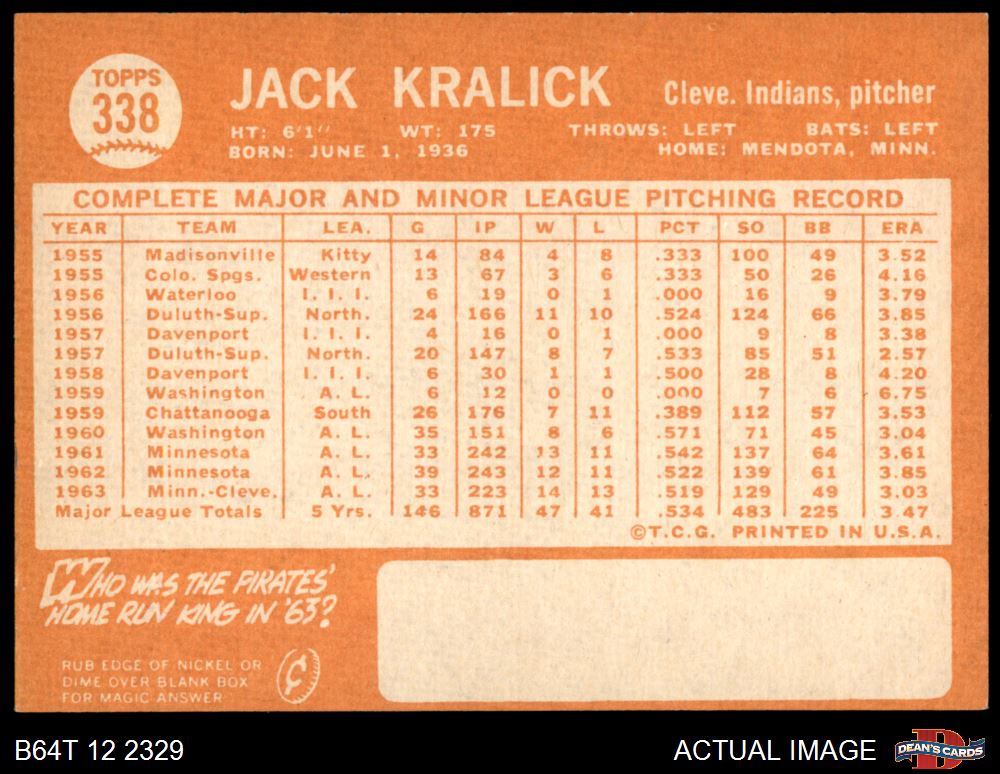 TOPPS
338
JACK KRALICK
Cleve. Indians, pitcher
HT: 6'1" WT: 175 THROWS: LEFT BATS: LEFT
BORN: JUNE 1, 1936 HOME: MENDOTA, MINN.
COMPLETE MAJOR AND MINOR LEAGUE PITCHING RECORD
YEAR TEAM LEA. G IP W L PCT SO BB ERA
1955 Madisonville Kitty 14 84 4 8 .333 100 49 3.52
1955 Colo. Spgs. Western 13 67 3 6 .333 50 26 4.16
1956 Waterloo I. I. I. 6 19 0 1 .000 16 9 3.79
1956 Duluth-Sup. North. 24 166 11 10 .524 124 66 3.85
1957 Davenport I. I. I. 4 16 0 1 .000 9 8 3.38
1957 Duluth-Sup. North. 20 147 8 7 .533 85 51 2.57
1958 Davenport I. I. I. 6 30 1 1 .500 28 8 4.20
1959 Washington A. L. 6 12 0 0 .000 7 6 6.75
1959 Chattanooga South 26 176 7 11 .389 112 57 3.53
1960 Washington A. L. 35 151 8 6 .571 71 45 3.04
1961 Minnesota A. L. 33 242 13 11 .542 137 64 3.61
1962 Minnesota A. L. 39 243 12 11 .522 139 61 3.85
1963 Minn.-Cleve. A. L. 33 223 14 13 .519 129 49 3.03
Major League Totals 5 Yrs. 146 871 47 41 .534 483 225 3.47
©T.C.G. PRINTED IN U.S.A.
WHO WAS THE PIRATES'
HOME RUN KING IN '63?
RUB EDGE OF NICKEL OR
DIME OVER BLANK BOX
FOR MAGIC ANSWER
¢
B64T 12 2329
ACTUAL IMAGE
D
DEAN'S CARDS